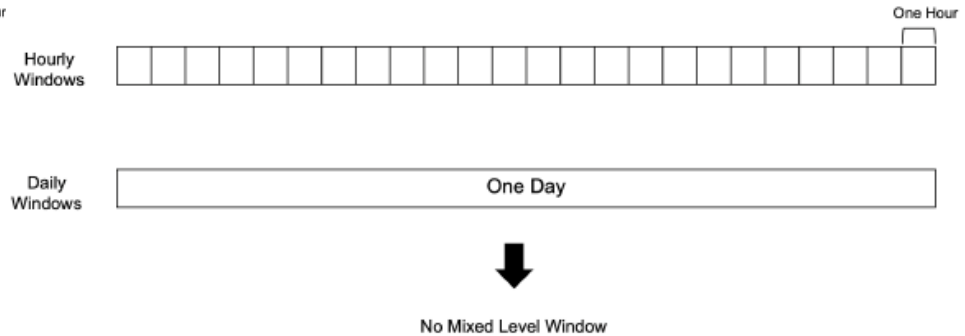 One Hour
Hourly
Windows
Daily
Windows
One Day
No Mixed Level Window